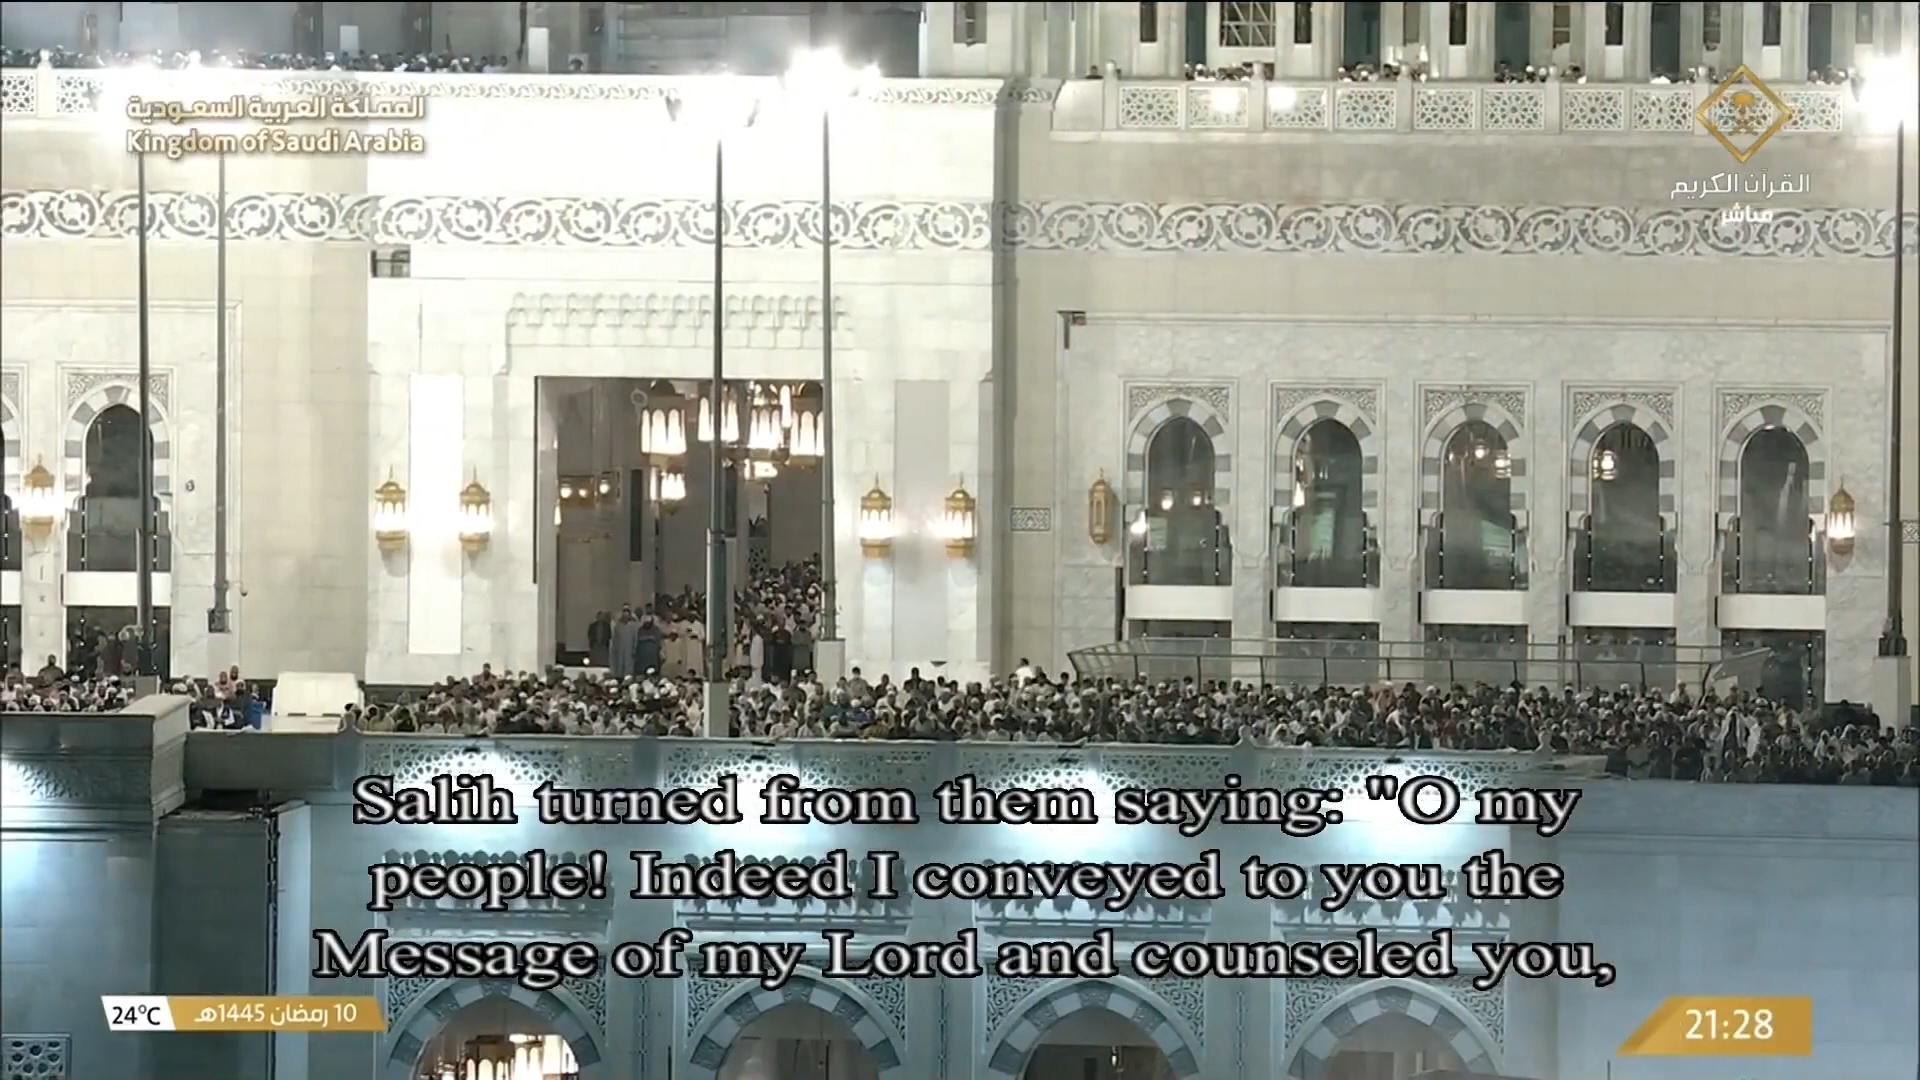 المملكة العربية السعودية
Kingdom of Saudi Arabia
القرآن الكريم
مباشر
Salih turned from them saying: "O my
people! Indeed I conveyed to you the
Message of my Lord and counseled you,
24°C
10 رمضان 1445هـ
21:28